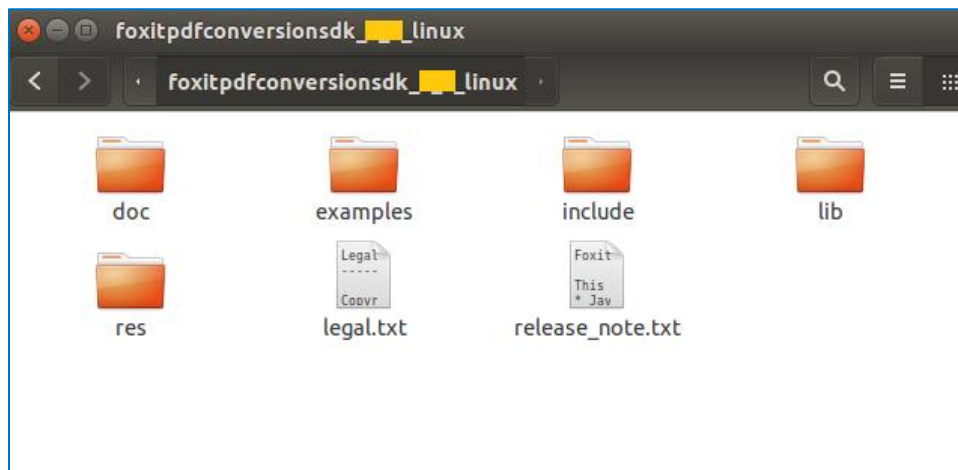 foxitpdfconversionsdk_ _ _linux
foxitpdfconversionsdk_ _ _linux
doc
examples
include
lib
Legal
-----
Copyr
Foxit
This
* Jav
res
legal.txt
release_note.txt